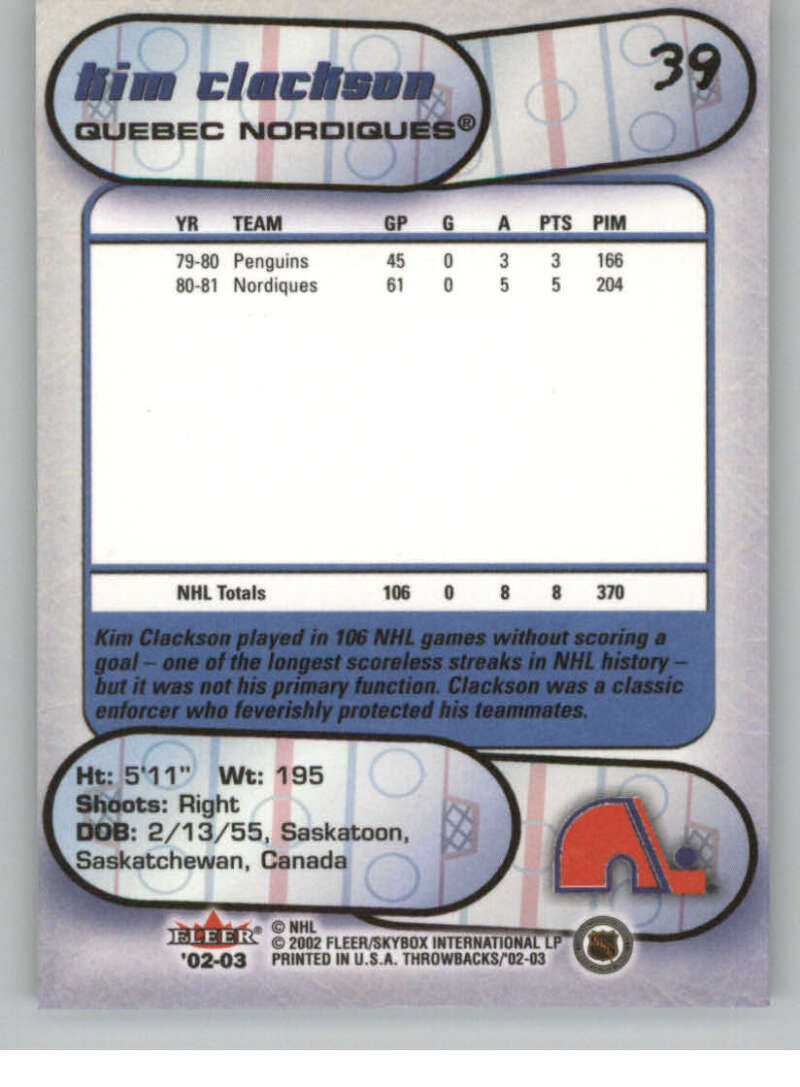 Kim Clackson
QUEBEC NORDIQUES®
39
YR TEAM GP G A PTS PIM
79-80 Penguins 45 0 3 3 166
80-81 Nordiques 61 0 5 5 204
NHL Totals 106 0 8 8 370
Kim Clackson played in 106 NHL games without scoring a
goal – one of the longest scoreless streaks in NHL history –
but it was not his primary function. Clackson was a classic
enforcer who feverishly protected his teammates.
Ht: 5'11" Wt: 195
Shoots: Right
DOB: 2/13/55, Saskatoon,
Saskatchewan, Canada
FLEER®
'02-03
© NHL
© 2002 FLEER/SKYBOX INTERNATIONAL LP
PRINTED IN U.S.A. THROWBACKS/'02-03